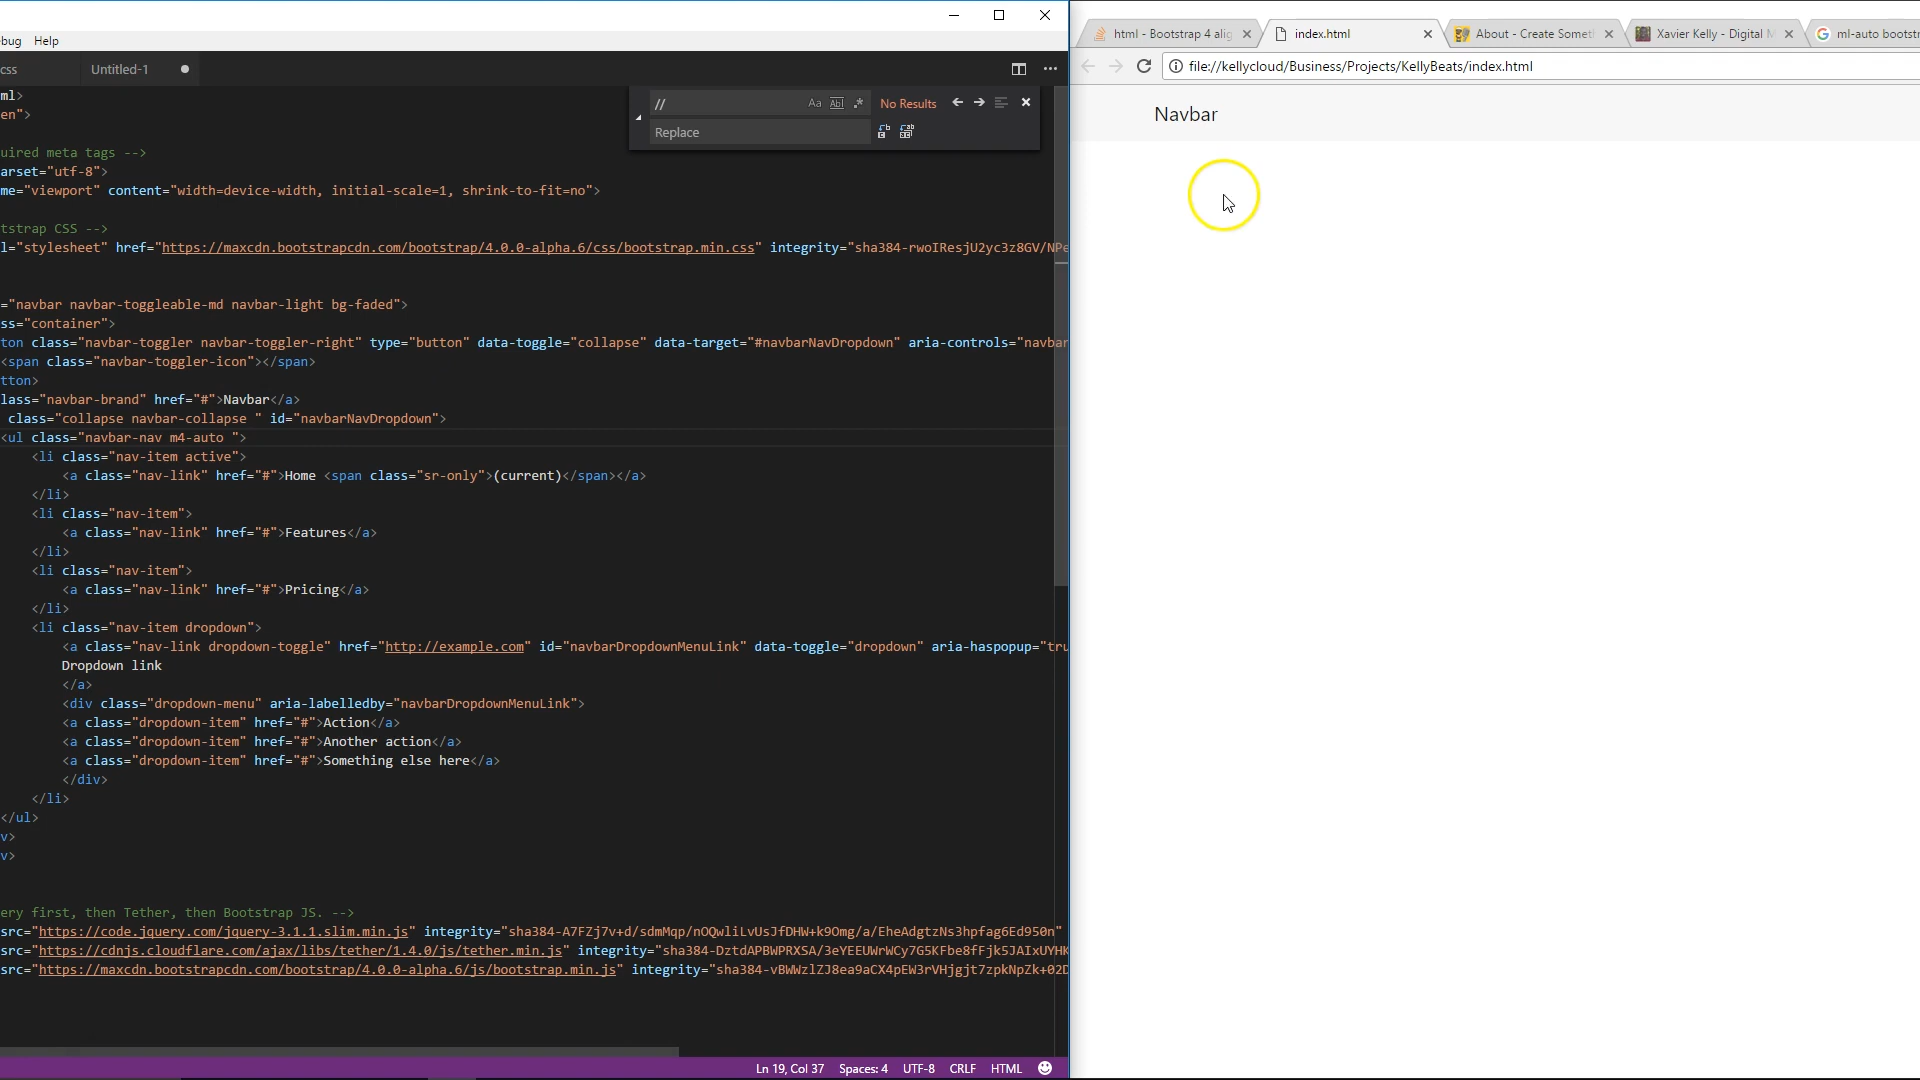 bug Help
css Untitled-1
ml>
en">
uired meta tags -->
arset="utf-8">
me="viewport" content="width=device-width, initial-scale=1, shrink-to-fit=no">
tstrap CSS -->
l="stylesheet" href="https://maxcdn.bootstrapcdn.com/bootstrap/4.0.0-alpha.6/css/bootstrap.min.css" integrity="sha384-rwoIResjU2yc3z8GV/NPe
="navbar navbar-toggleable-md navbar-light bg-faded">
ss="container">
ton class="navbar-toggler navbar-toggler-right" type="button" data-toggle="collapse" data-target="#navbarNavDropdown" aria-controls="navbar
<span class="navbar-toggler-icon"></span>
tton>
lass="navbar-brand" href="#">Navbar</a>
class="collapse navbar-collapse " id="navbarNavDropdown">
<ul class="navbar-nav m4-auto ">
<li class="nav-item active">
<a class="nav-link" href="#">Home <span class="sr-only">(current)</span></a>
</li>
<li class="nav-item">
<a class="nav-link" href="#">Features</a>
</li>
<li class="nav-item">
<a class="nav-link" href="#">Pricing</a>
</li>
<li class="nav-item dropdown">
<a class="nav-link dropdown-toggle" href="http://example.com" id="navbarDropdownMenuLink" data-toggle="dropdown" aria-haspopup="tru
Dropdown link
</a>
<div class="dropdown-menu" aria-labelledby="navbarDropdownMenuLink">
<a class="dropdown-item" href="#">Action</a>
<a class="dropdown-item" href="#">Another action</a>
<a class="dropdown-item" href="#">Something else here</a>
</div>
</li>
</ul>
v>
v>
ery first, then Tether, then Bootstrap JS. -->
src="https://code.jquery.com/jquery-3.1.1.slim.min.js" integrity="sha384-A7FZj7v+d/sdmMqp/nOQwliLvUsJfDHW+k9Omg/a/EheAdgtzNs3hpfag6Ed950n"
src="https://cdnjs.cloudflare.com/ajax/libs/tether/1.4.0/js/tether.min.js" integrity="sha384-DztdAPBWPRXSA/3eYEEUWrWCy7G5KFbe8fFjk5JAIxUYHK
src="https://maxcdn.bootstrapcdn.com/bootstrap/4.0.0-alpha.6/js/bootstrap.min.js" integrity="sha384-vBWWzlZJ8ea9aCX4pEW3rVHjgjt7zpkNpZk+02D
// Aa Abl .* No Results
Replace
Ln 19, Col 37 Spaces: 4 UTF-8 CRLF HTML
html - Bootstrap 4 alig index.html About - Create Somet Xavier Kelly - Digital M ml-auto bootstr
file://kellycloud/Business/Projects/KellyBeats/index.html
Navbar